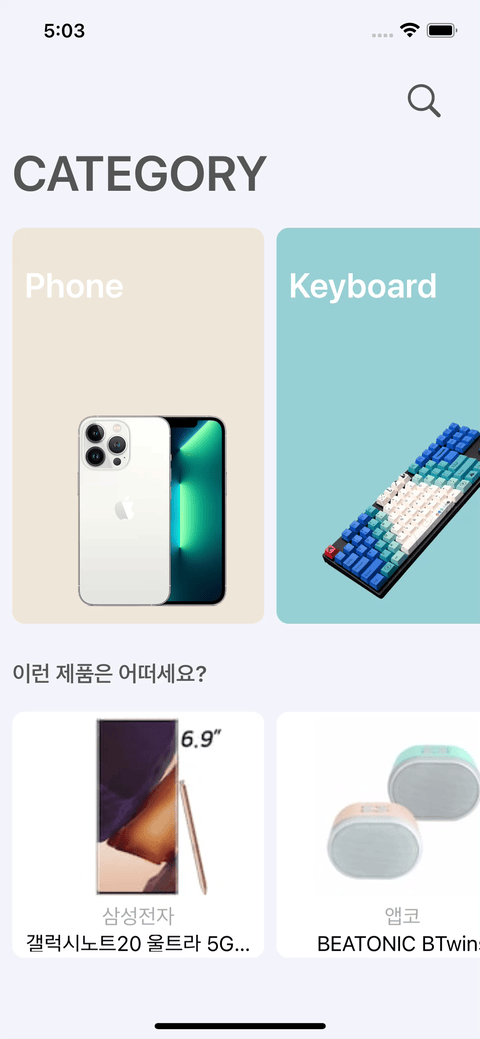 5:03
CATEGORY
Phone
Keyboard
이런 제품은 어떠세요?
6.9”
삼성전자
앱코
갤럭시노트20 울트라 5G...
BEATONIC BTwins